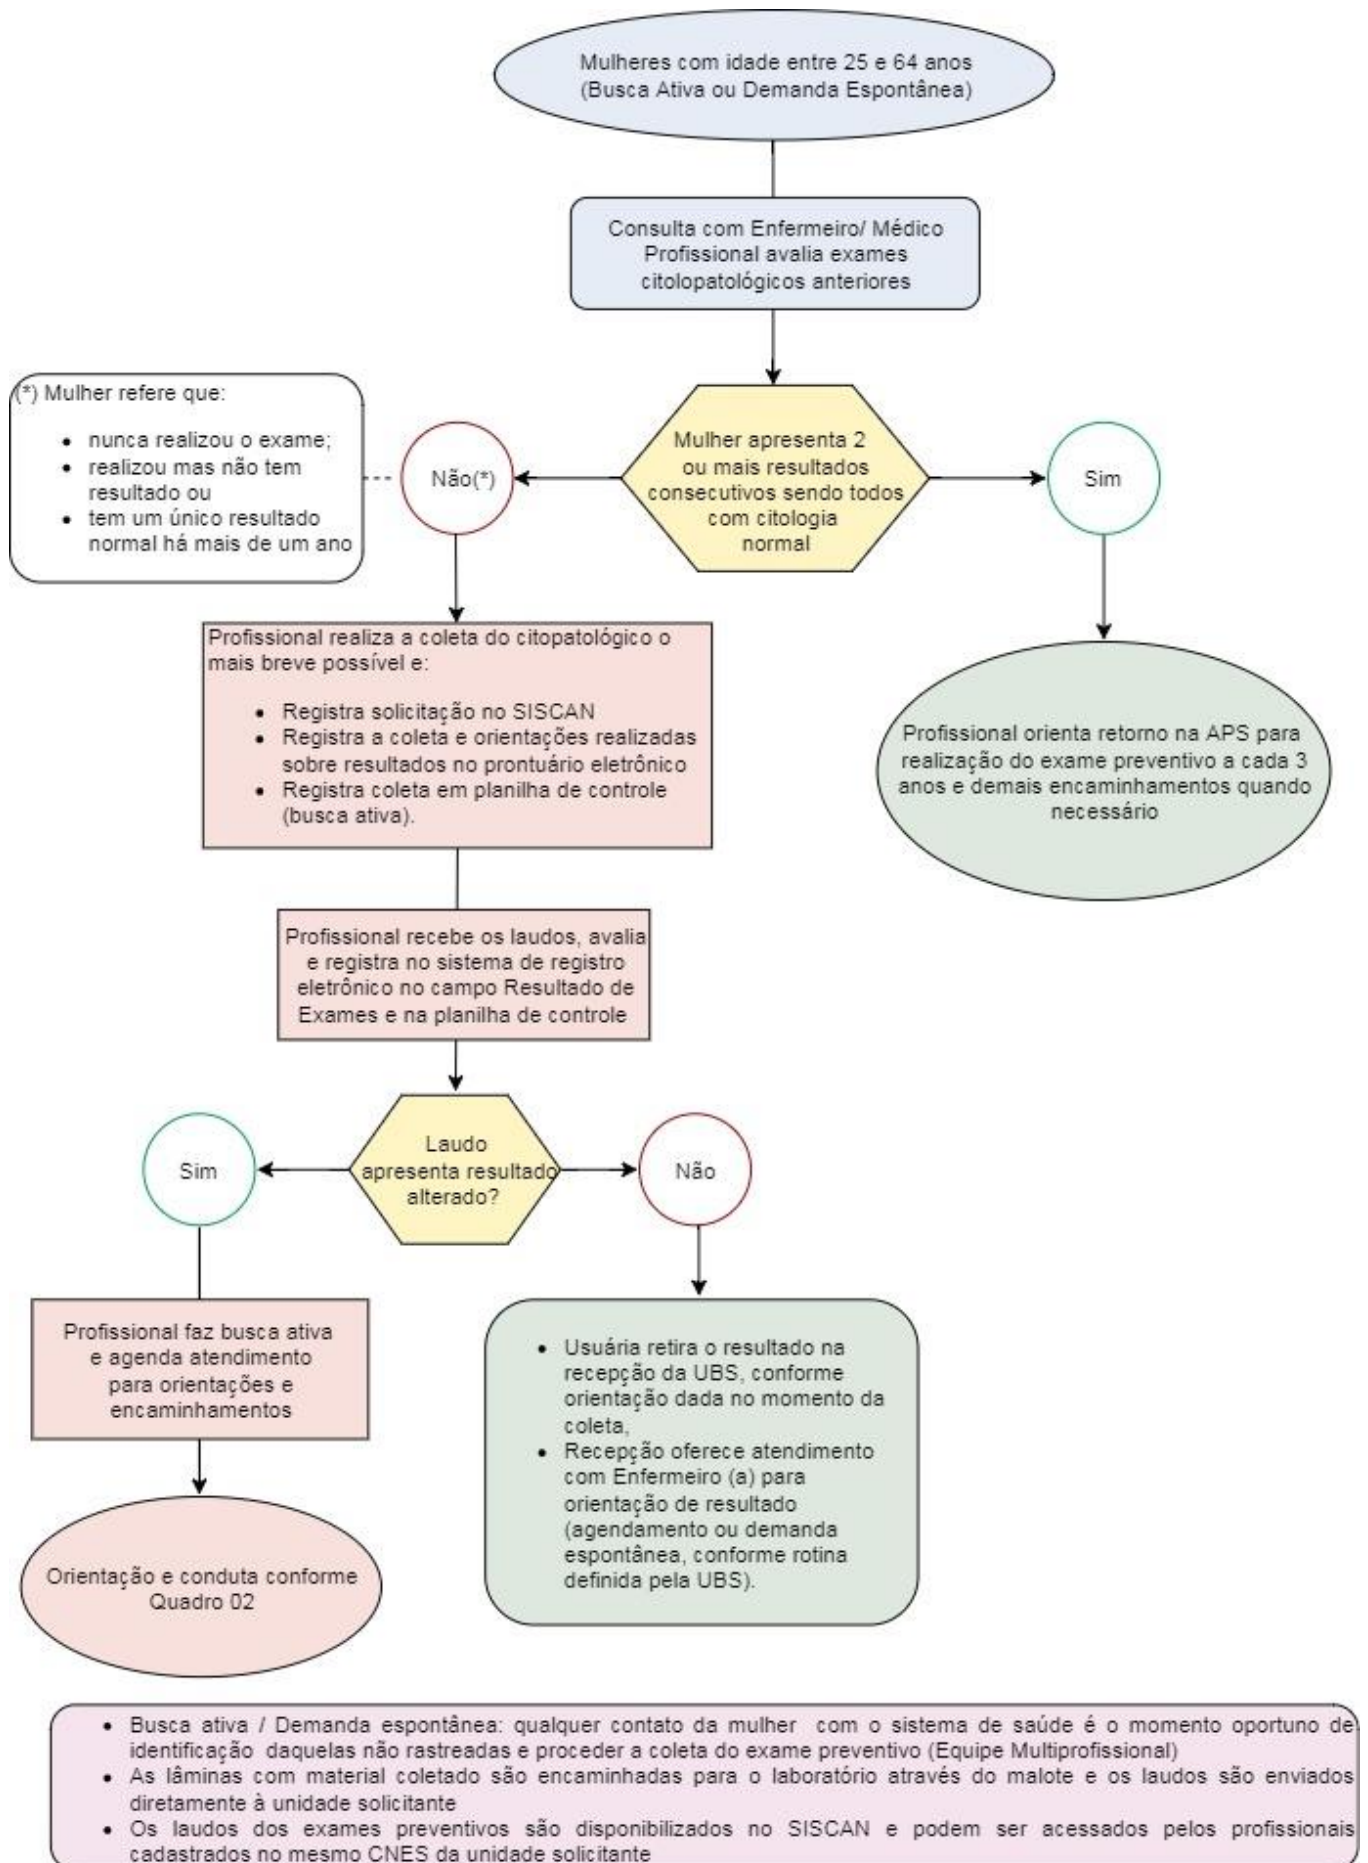 Mulheres com idade entre 25 e 64 anos
(Busca Ativa ou Demanda Espontânea)
Consulta com Enfermeiro/ Médico
Profissional avalia exames
citolopatológicos anteriores
Mulher apresenta 2
ou mais resultados
consecutivos sendo todos
com citologia
normal
Não(*)
Sim
(*) Mulher refere que:
• nunca realizou o exame;
• realizou mas não tem
resultado ou
• tem um único resultado
normal há mais de um ano
Profissional realiza a coleta do citopatológico o
mais breve possível e:
• Registra solicitação no SISCAN
• Registra a coleta e orientações realizadas
sobre resultados no prontuário eletrônico
• Registra coleta em planilha de controle
(busca ativa).
Profissional orienta retorno na APS para
realização do exame preventivo a cada 3
anos e demais encaminhamentos quando
necessário
Profissional recebe os laudos, avalia
e registra no sistema de registro
eletrônico no campo Resultado de
Exames e na planilha de controle
Laudo
apresenta resultado
alterado?
Sim
Não
Profissional faz busca ativa
e agenda atendimento
para orientações e
encaminhamentos
• Usuária retira o resultado na
recepção da UBS, conforme
orientação dada no momento da
coleta,
• Recepção oferece atendimento
com Enfermeiro (a) para
orientação de resultado
(agendamento ou demanda
espontânea, conforme rotina
definida pela UBS).
Orientação e conduta conforme
Quadro 02
• Busca ativa / Demanda espontânea: qualquer contato da mulher com o sistema de saúde é o momento oportuno de
identificação daquelas não rastreadas e proceder a coleta do exame preventivo (Equipe Multiprofissional)
• As lâminas com material coletado são encaminhadas para o laboratório através do malote e os laudos são enviados
diretamente à unidade solicitante
• Os laudos dos exames preventivos são disponibilizados no SISCAN e podem ser acessados pelos profissionais
cadastrados no mesmo CNES da unidade solicitante